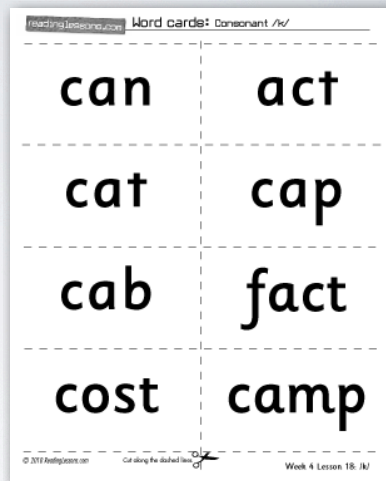 readinglessons.com Word cards: Consonant /k/
can act
cat cap
cab fact
cost camp
© 2010 ReadingLessons.com Cut along the dashed lines Week 4 Lesson 18: /k/